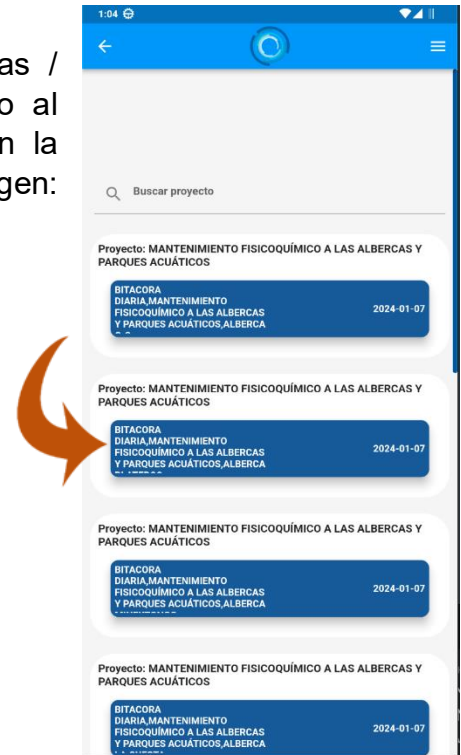 as /
o al
n la
gen:
1:04
Buscar proyecto
Proyecto: MANTENIMIENTO FISICOQUÍMICO A LAS ALBERCAS Y
PARQUES ACUÁTICOS
BITACORA
DIARIA,MANTENIMIENTO
FISICOQUÍMICO A LAS ALBERCAS
Y PARQUES ACUÁTICOS,ALBERCA
2024-01-07
Proyecto: MANTENIMIENTO FISICOQUÍMICO A LAS ALBERCAS Y
PARQUES ACUÁTICOS
BITACORA
DIARIA,MANTENIMIENTO
FISICOQUÍMICO A LAS ALBERCAS
Y PARQUES ACUÁTICOS,ALBERCA
2024-01-07
Proyecto: MANTENIMIENTO FISICOQUÍMICO A LAS ALBERCAS Y
PARQUES ACUÁTICOS
BITACORA
DIARIA,MANTENIMIENTO
FISICOQUÍMICO A LAS ALBERCAS
Y PARQUES ACUÁTICOS,ALBERCA
2024-01-07
Proyecto: MANTENIMIENTO FISICOQUÍMICO A LAS ALBERCAS Y
PARQUES ACUÁTICOS
BITACORA
DIARIA,MANTENIMIENTO
FISICOQUÍMICO A LAS ALBERCAS
Y PARQUES ACUÁTICOS,ALBERCA
2024-01-07